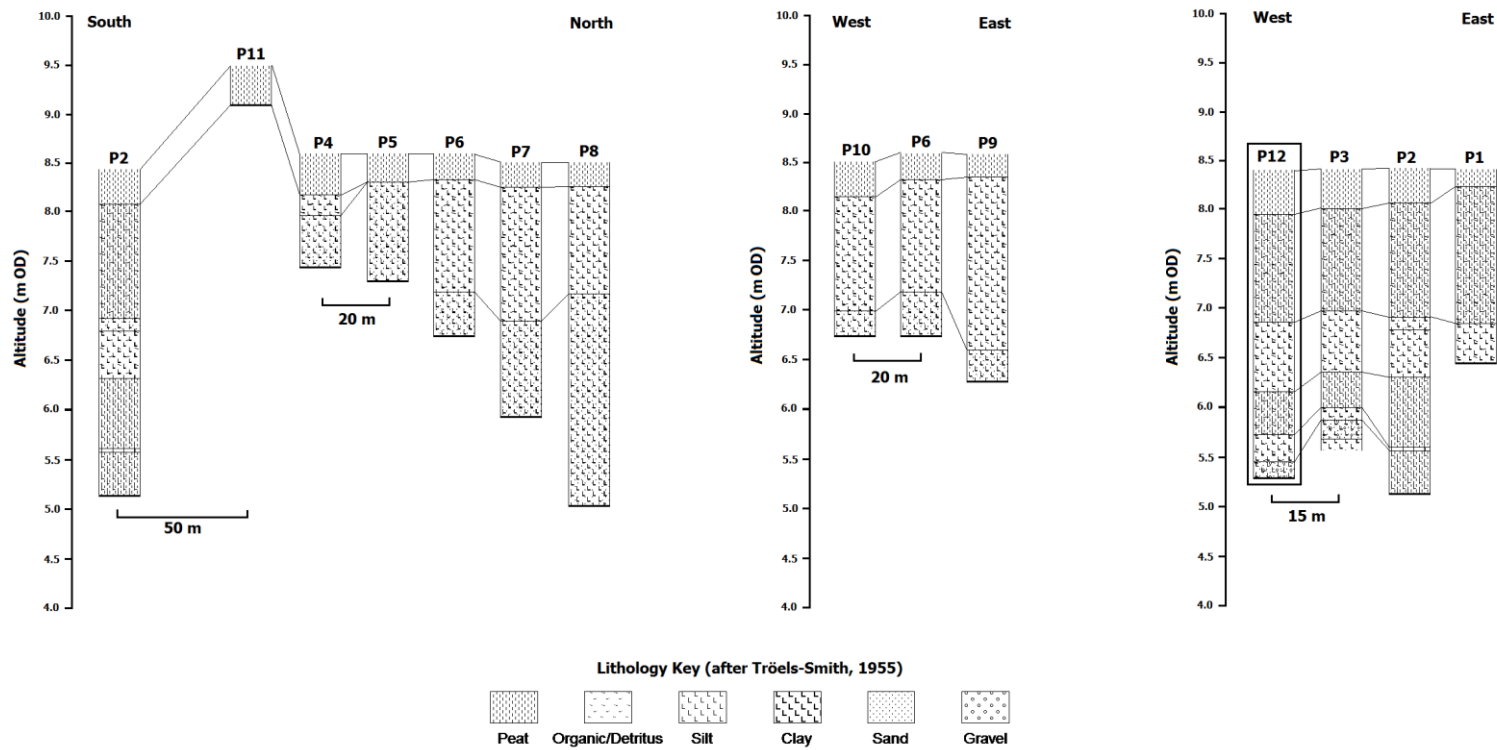 South
North
P11
P2
P4
P5
P6
P7
P8
10.0
9.5
9.0
8.5
8.0
7.5
7.0
6.5
6.0
5.5
5.0
4.5
4.0
Altitude (m OD)
20 m
50 m
West
East
P10
P6
P9
10.0
9.5
9.0
8.5
8.0
7.5
7.0
6.5
6.0
5.5
5.0
4.5
4.0
Altitude (m OD)
20 m
West
East
P12
P3
P2
P1
10.0
9.5
9.0
8.5
8.0
7.5
7.0
6.5
6.0
5.5
5.0
4.5
4.0
Altitude (m OD)
15 m
Lithology Key (after Tröels-Smith, 1955)
Peat Organic/Detritus Silt Clay Sand Gravel